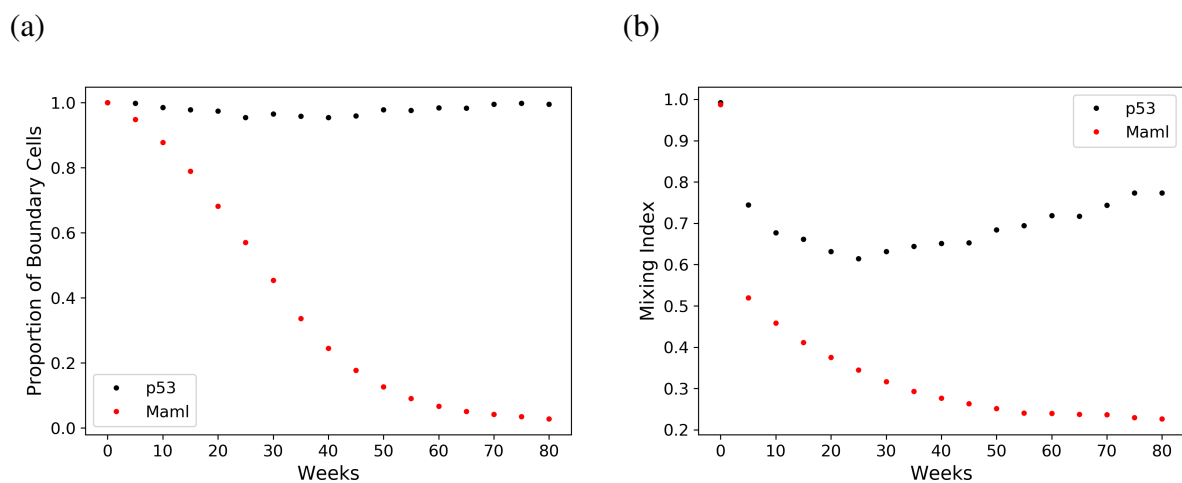 (a)
1.0
0.8
0.6
0.4
0.2
0.0
Proportion of Boundary Cells
p53
Maml
0 10 20 30 40 50 60 70 80
Weeks
(b)
1.0
0.9
0.8
0.7
0.6
0.5
0.4
0.3
0.2
Mixing Index
p53
Maml
0 10 20 30 40 50 60 70 80
Weeks